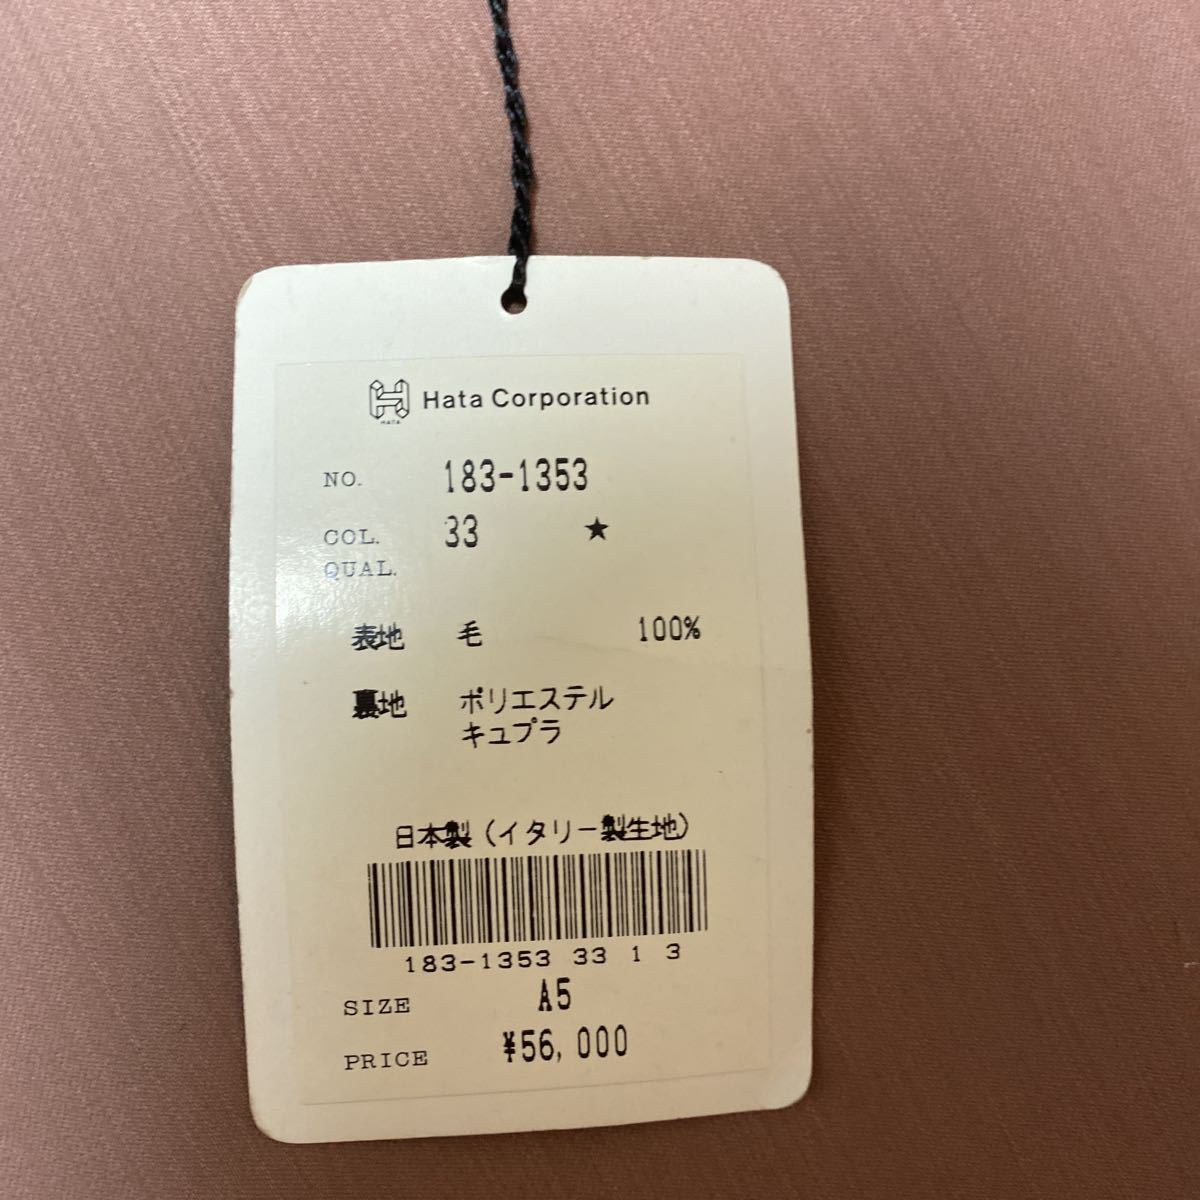 HATA
Hata Corporation
NO. 183-1353
COL. 33 ★
QUAL.
表地 毛 100%
裏地 ポリエステル
キュプラ
日本製(イタリー製生地)
183-1353 33 1 3
SIZE A5
PRICE ¥56,000